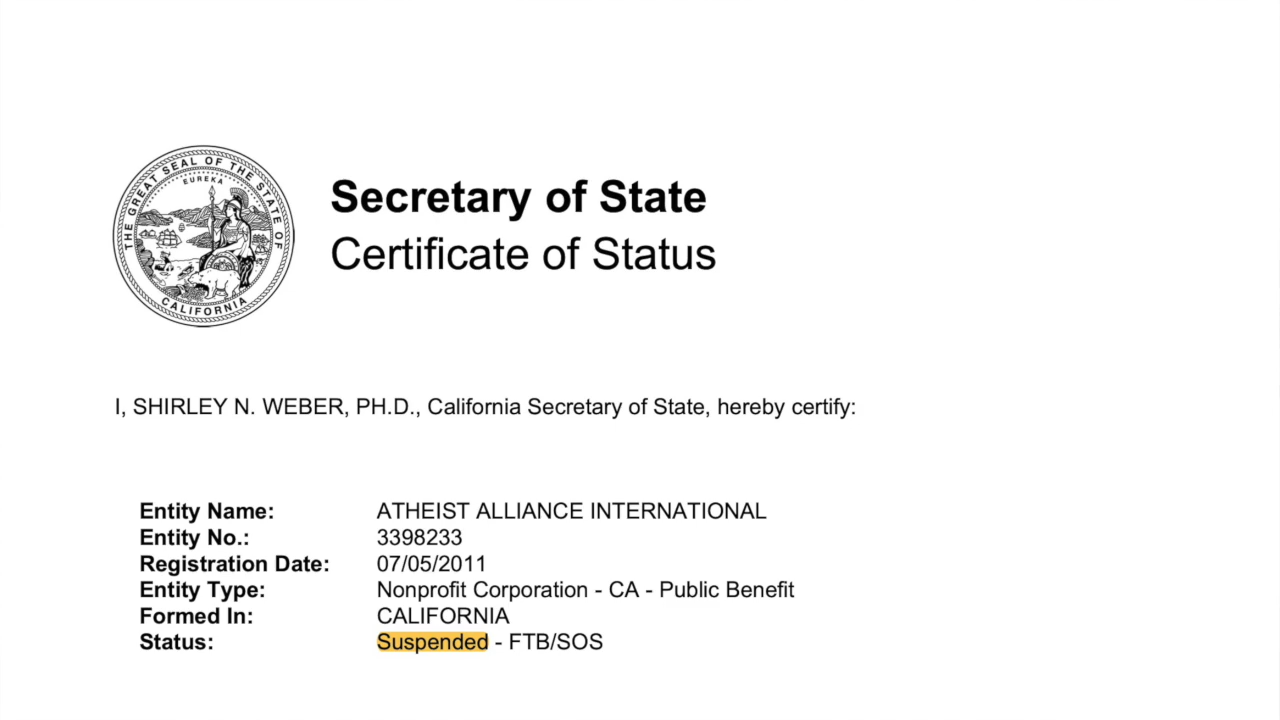 THE GREAT SEAL OF THE STATE OF CALIFORNIA
EUREKA
Secretary of State
Certificate of Status
I, SHIRLEY N. WEBER, PH.D., California Secretary of State, hereby certify:
Entity Name: ATHEIST ALLIANCE INTERNATIONAL
Entity No.: 3398233
Registration Date: 07/05/2011
Entity Type: Nonprofit Corporation - CA - Public Benefit
Formed In: CALIFORNIA
Status: Suspended - FTB/SOS